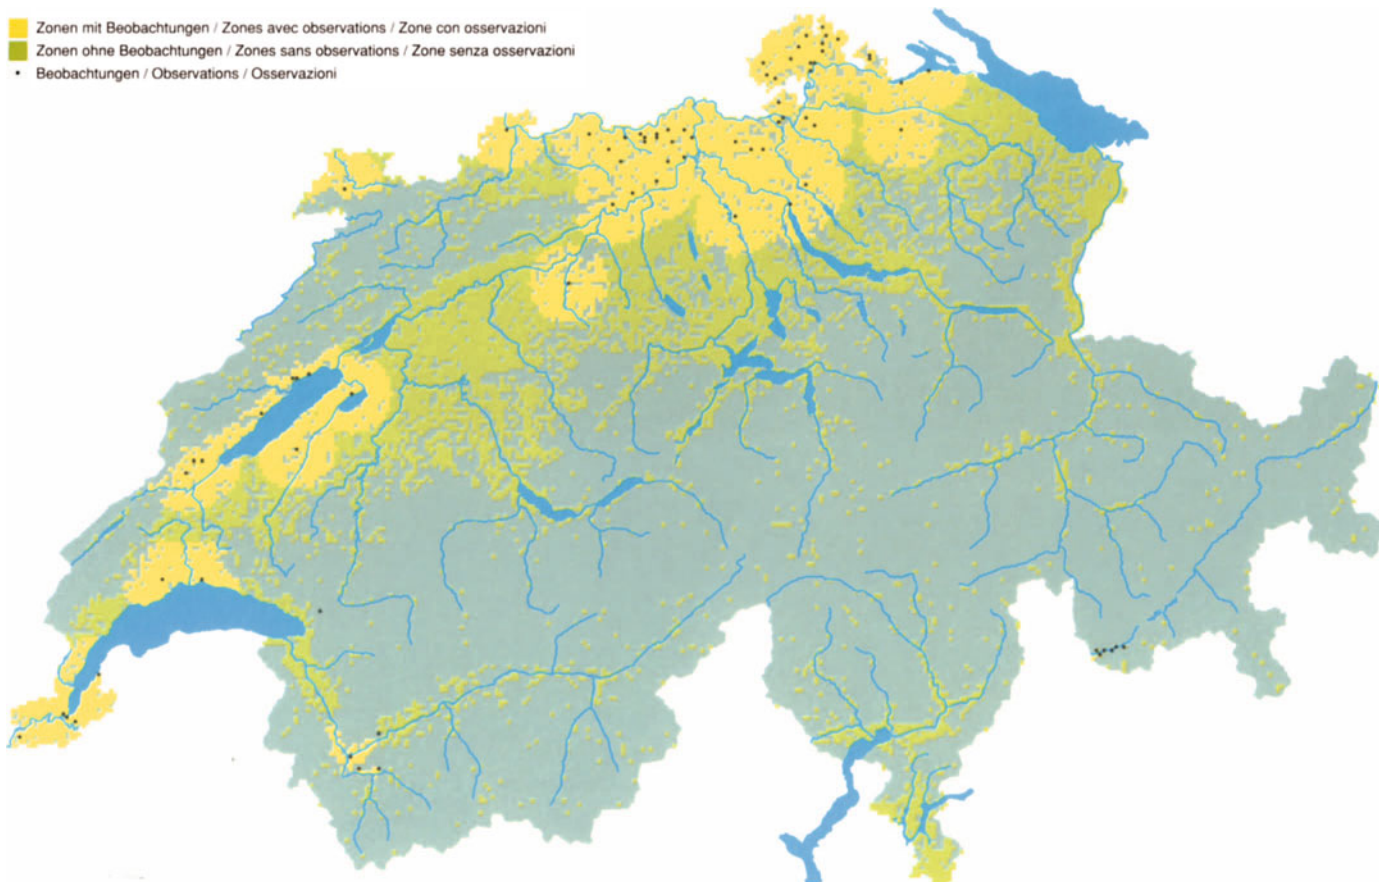 Zonen mit Beobachtungen / Zones avec observations / Zone con osservazioni
Zonen ohne Beobachtungen / Zones sans observations / Zone senza osservazioni
Beobachtungen / Observations / Osservazioni